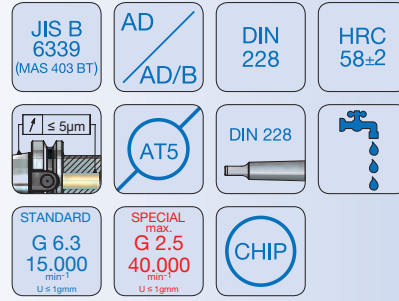 JIS B
6339
(MAS 403 BT)
AD
AD/B
DIN
228
HRC
58±2
↗ ≤ 5µm
AT5
DIN 228
STANDARD
G 6.3
15.000
min⁻¹
U ≤ 1gmm
SPECIAL
max.
G 2.5
40.000
min⁻¹
U ≤ 1gmm
CHIP